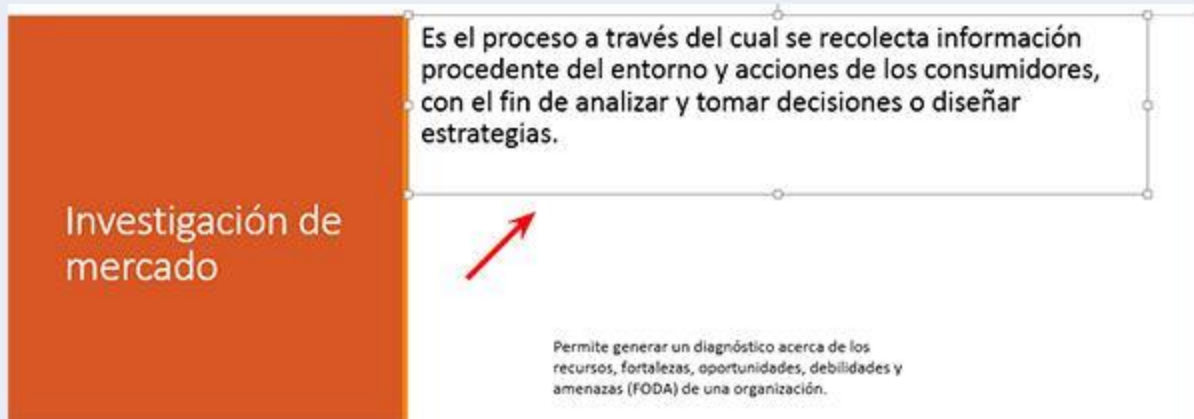 Es el proceso a través del cual se recolecta información
procedente del entorno y acciones de los consumidores,
con el fin de analizar y tomar decisiones o diseñar
estrategias.
Investigación de
mercado
Permite generar un diagnóstico acerca de los
recursos, fortalezas, oportunidades, debilidades y
amenazas (FODA) de una organización.